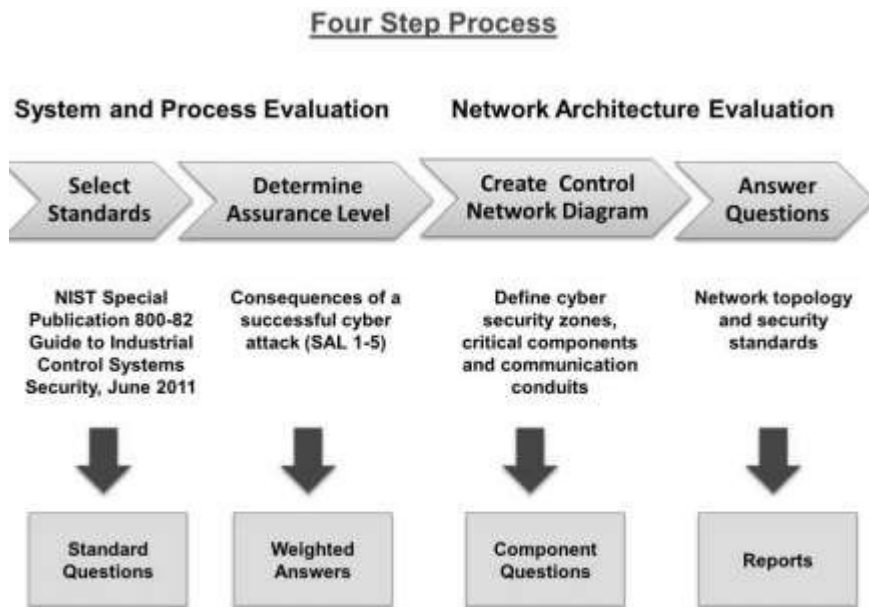 Four Step Process
System and Process Evaluation
Network Architecture Evaluation
Select
Standards
Determine
Assurance Level
Create Control
Network Diagram
Answer
Questions
NIST Special
Publication 800-82
Guide to Industrial
Control Systems
Security, June 2011
Consequences of a
successful cyber
attack (SAL 1-5)
Define cyber
security zones,
critical components
and communication
conduits
Network topology
and security
standards
Standard
Questions
Weighted
Answers
Component
Questions
Reports